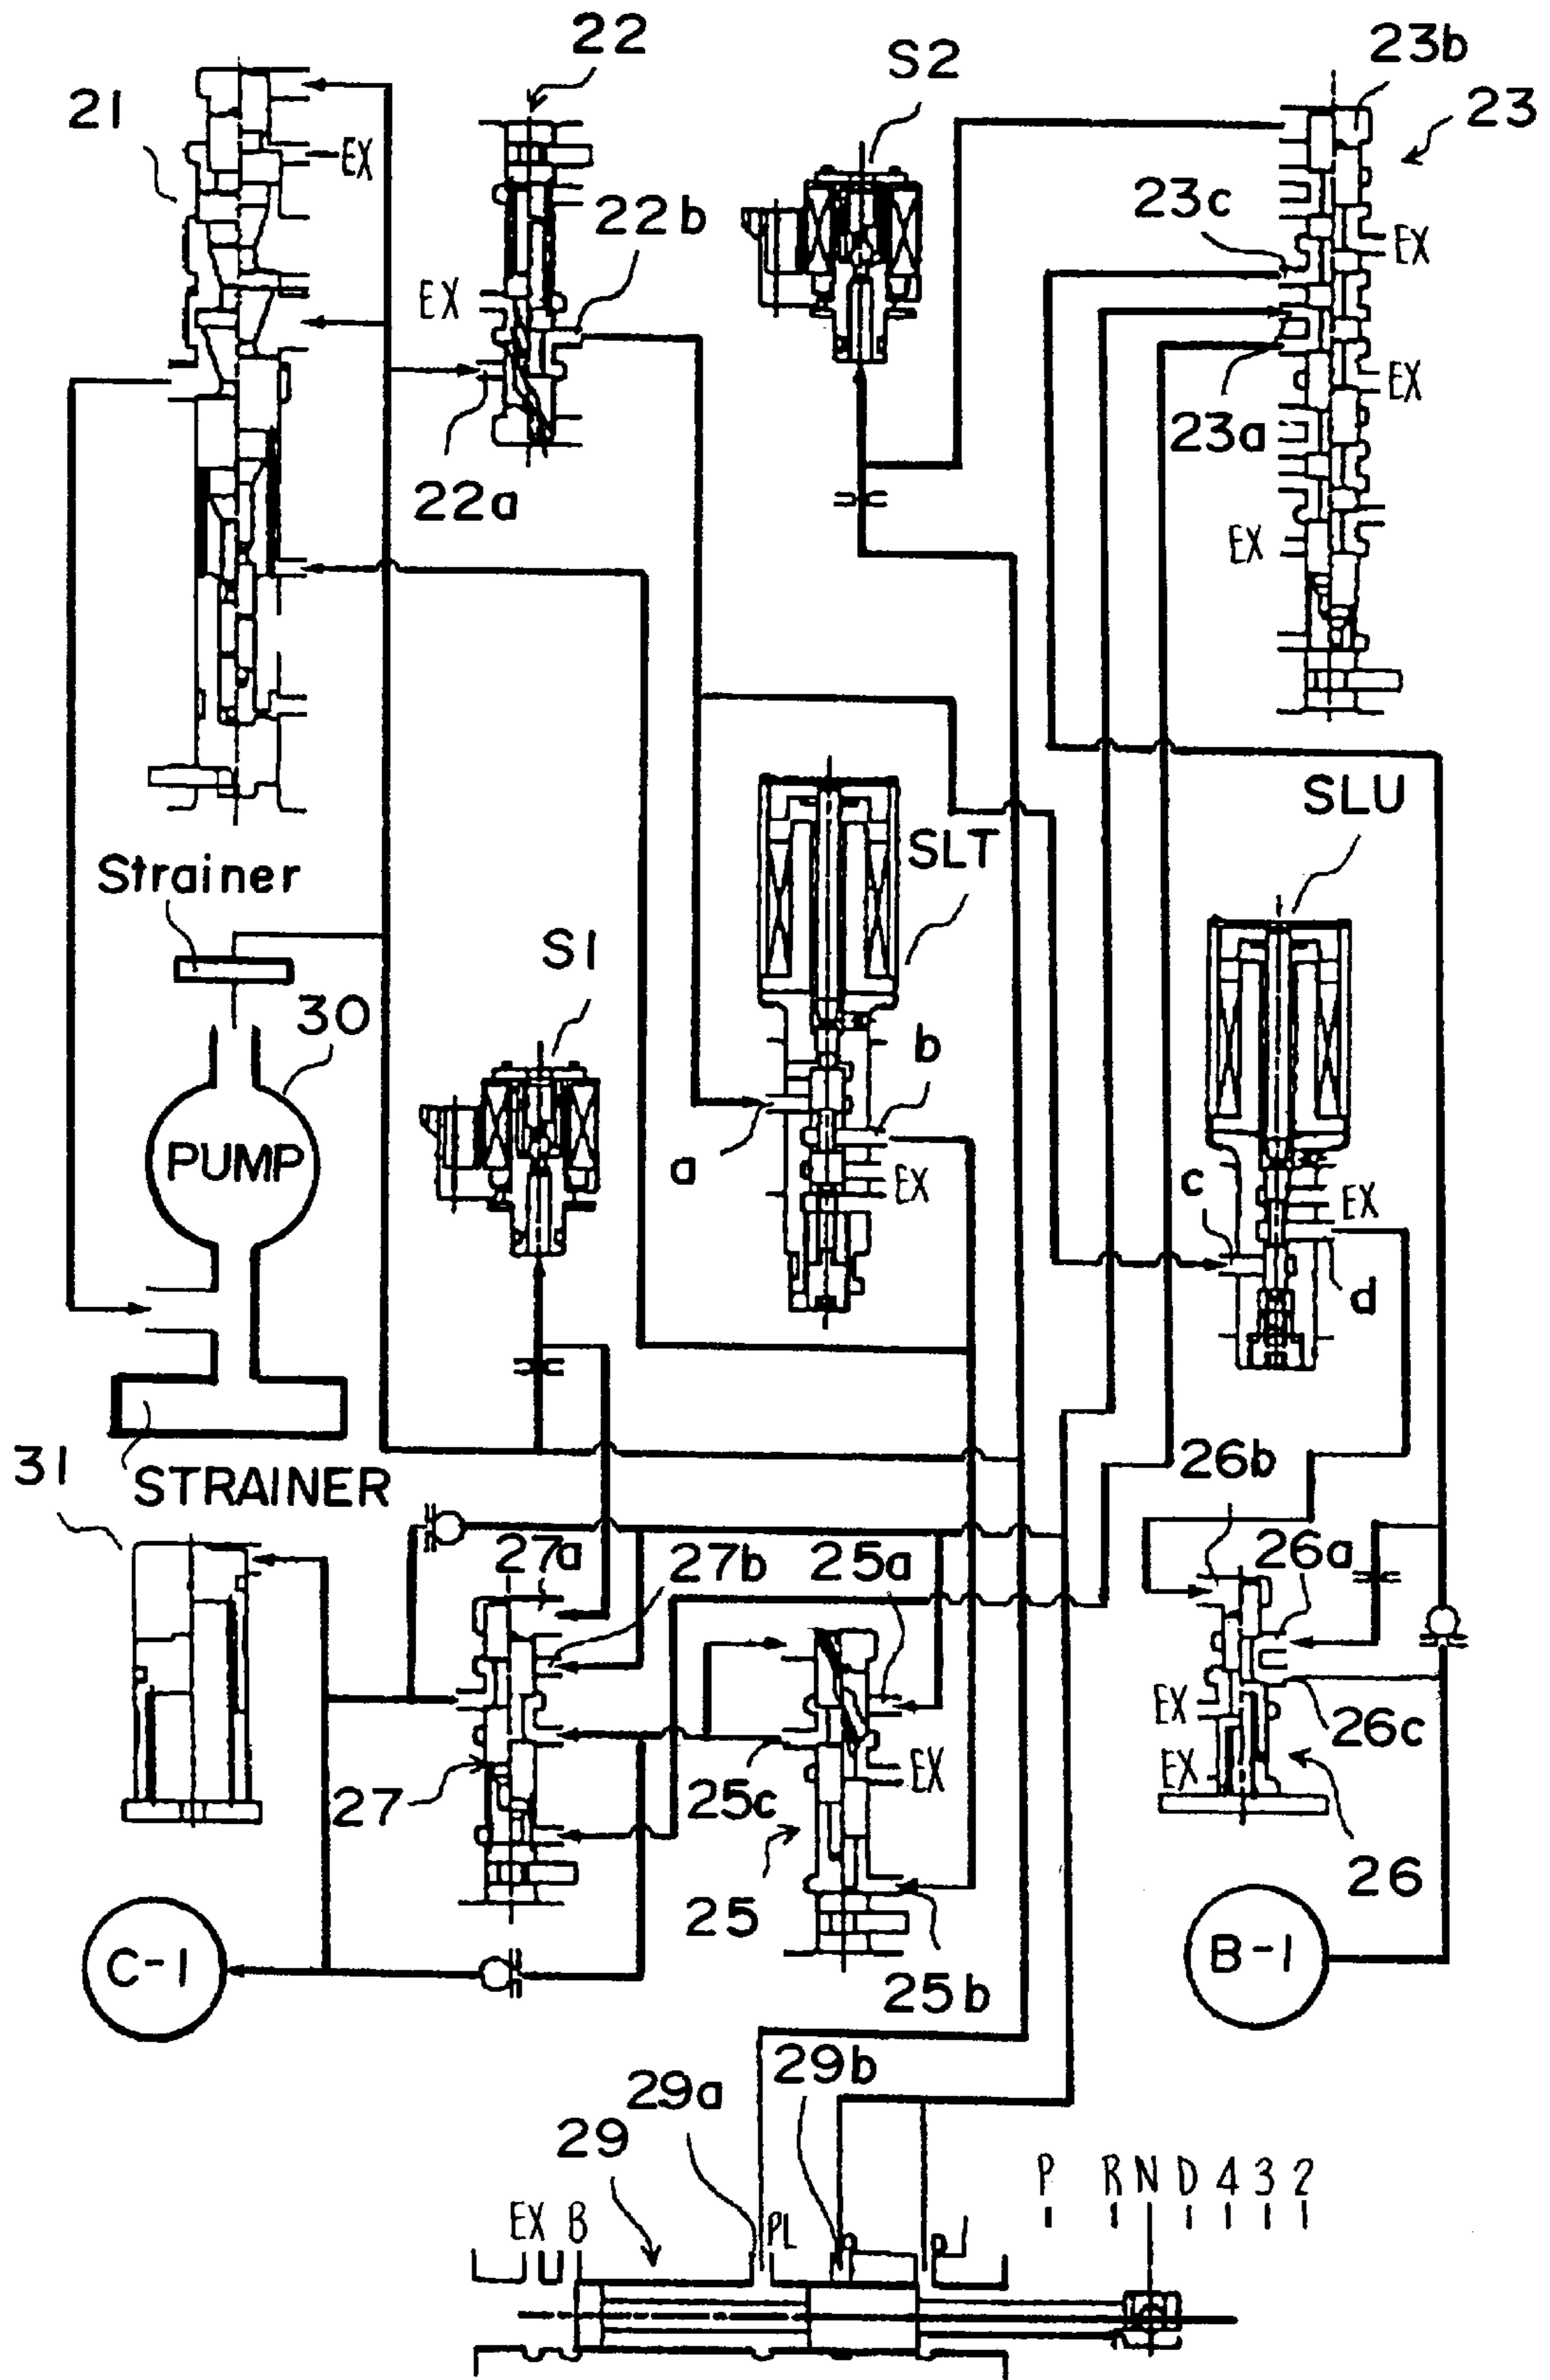 22
S2
23b
21
23
EX
23c
22b
EX
EX
EX
23a
22a
EX
SLU
SLT
Strainer
S1
30
b
PUMP
a
EX
c
EX
d
31
26b
STRAINER
27a
27b
25a
26a
EX
26c
25c
EX
EX
27
26
25
C-1
B-1
25b
29b
29a
29
P R N D 4 3 2
EX B
PL